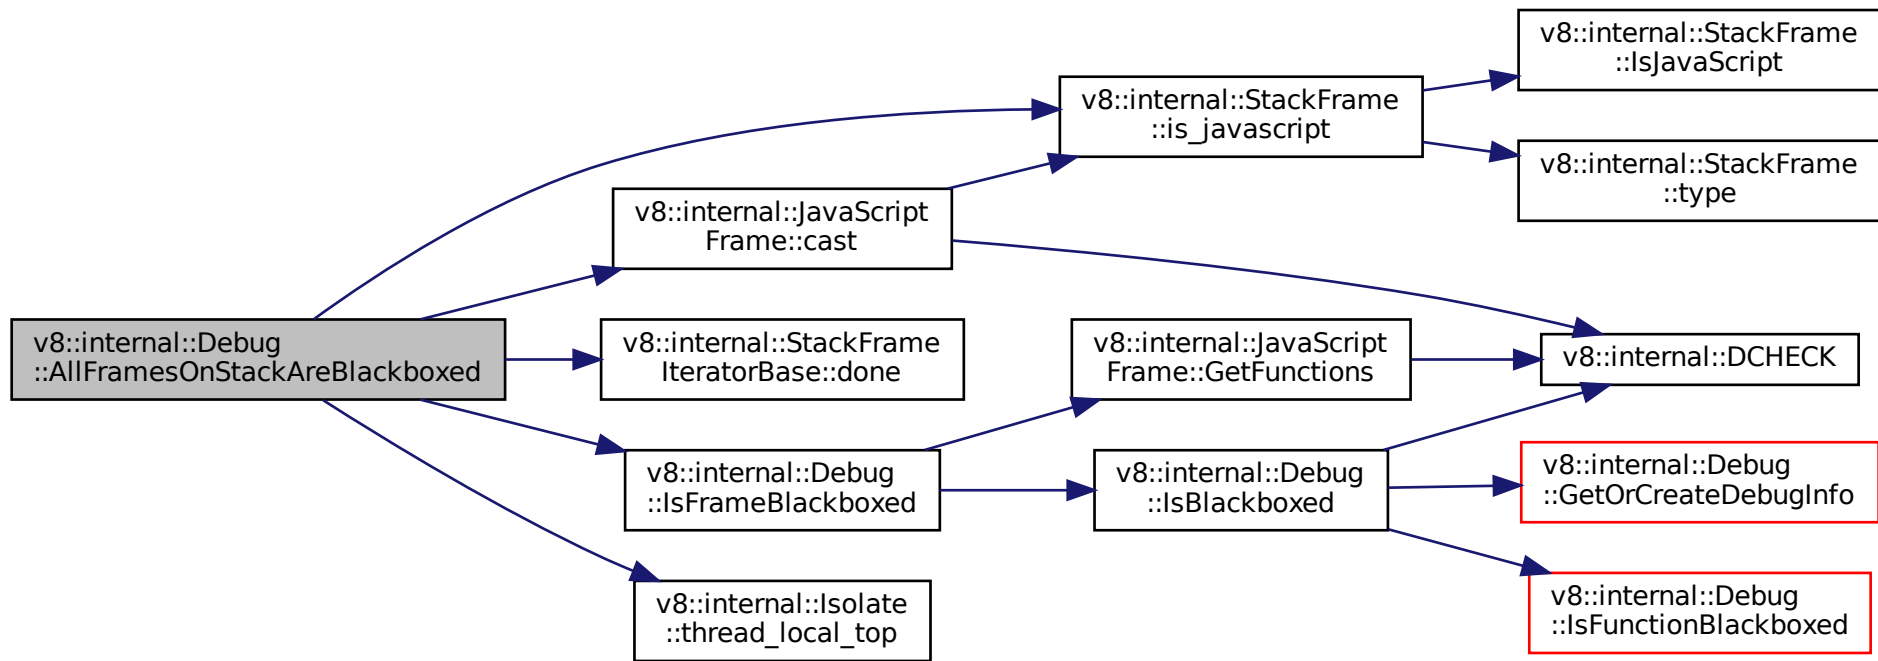 v8::internal::Debug
::AllFramesOnStackAreBlackboxed
v8::internal::StackFrame
::is_javascript
v8::internal::JavaScript
Frame::cast
v8::internal::StackFrame
IteratorBase::done
v8::internal::Debug
::IsFrameBlackboxed
v8::internal::Isolate
::thread_local_top
v8::internal::StackFrame
::IsJavaScript
v8::internal::StackFrame
::type
v8::internal::JavaScript
Frame::GetFunctions
v8::internal::DCHECK
v8::internal::Debug
::IsBlackboxed
v8::internal::Debug
::GetOrCreateDebugInfo
v8::internal::Debug
::IsFunctionBlackboxed